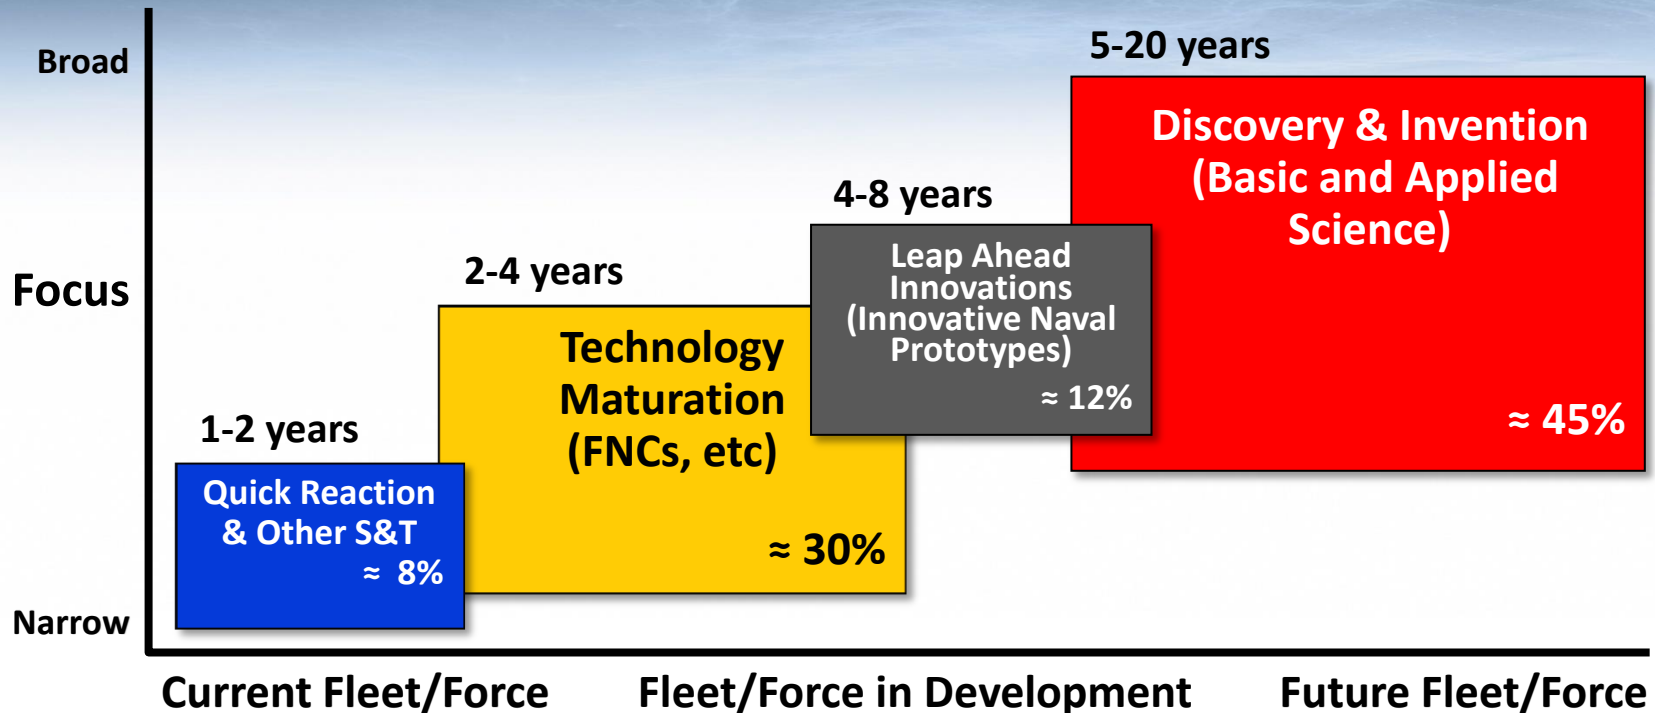 Broad
Focus
Narrow
1-2 years
Quick Reaction
& Other S&T
≈ 8%
2-4 years
Technology
Maturation
(FNCs, etc)
≈ 30%
4-8 years
Leap Ahead
Innovations
(Innovative Naval
Prototypes)
≈ 12%
5-20 years
Discovery & Invention
(Basic and Applied
Science)
≈ 45%
Current Fleet/Force
Fleet/Force in Development
Future Fleet/Force